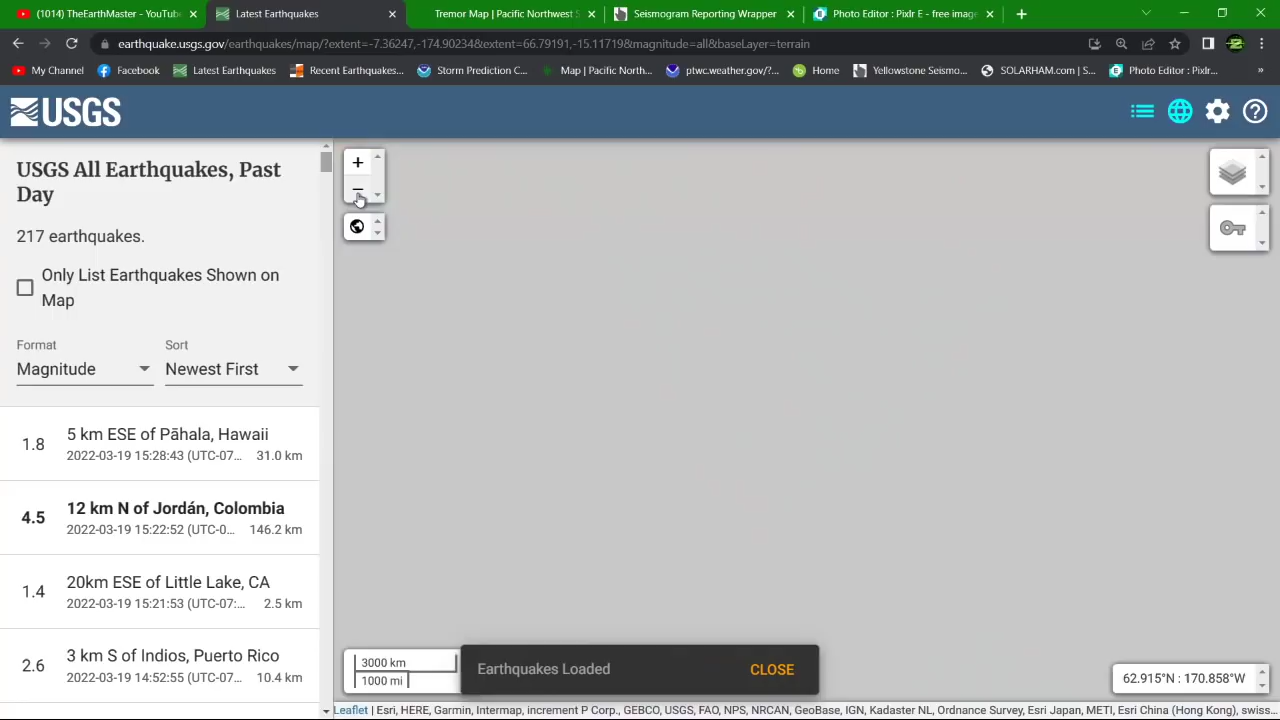 (1014) TheEarthMaster - YouTub
Latest Earthquakes
Tremor Map | Pacific Northwest S
Seismogram Reporting Wrapper
Photo Editor : Pixlr E - free imag
earthquake.usgs.gov/earthquakes/map/?extent=-7.36247,-174.90234&extent=66.79191,-15.11719&magnitude=all&baseLayer=terrain
My Channel
Facebook
Latest Earthquakes
Recent Earthquakes...
Storm Prediction C...
Map | Pacific North...
ptwc.weather.gov/?...
Home
Yellowstone Seismo...
SOLARHAM.com | S...
Photo Editor : Pixlr...
»
USGS
USGS All Earthquakes, Past
Day
217 earthquakes.
Only List Earthquakes Shown on
Map
Format
Sort
Magnitude
Newest First
1.8
5 km ESE of Pāhala, Hawaii
2022-03-19 15:28:43 (UTC-07... 31.0 km
4.5
12 km N of Jordán, Colombia
2022-03-19 15:22:52 (UTC-0... 146.2 km
1.4
20km ESE of Little Lake, CA
2022-03-19 15:21:53 (UTC-07:... 2.5 km
2.6
3 km S of Indios, Puerto Rico
2022-03-19 14:52:55 (UTC-07... 10.4 km
+
−
3000 km
1000 mi
Earthquakes Loaded
CLOSE
62.915°N : 170.858°W
Leaflet | Esri, HERE, Garmin, Intermap, increment P Corp., GEBCO, USGS, FAO, NPS, NRCAN, GeoBase, IGN, Kadaster NL, Ordnance Survey, Esri Japan, METI, Esri China (Hong Kong), swiss...